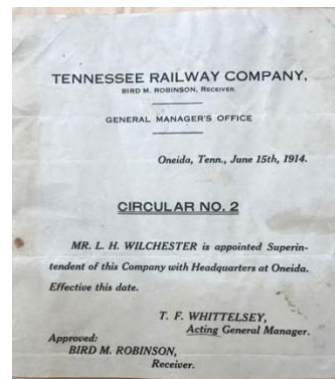 TENNESSEE RAILWAY COMPANY,
BIRD M. ROBINSON, RECEIVER.
GENERAL MANAGER'S OFFICE
Oneida, Tenn., June 15th, 1914.
CIRCULAR NO. 2
MR. L. H. WILCHESTER is appointed Superin-
tendent of this Company with Headquarters at Oneida.
Effective this date.
T. F. WHITTELSEY,
Acting General Manager.
Approved:
BIRD M. ROBINSON,
Receiver.